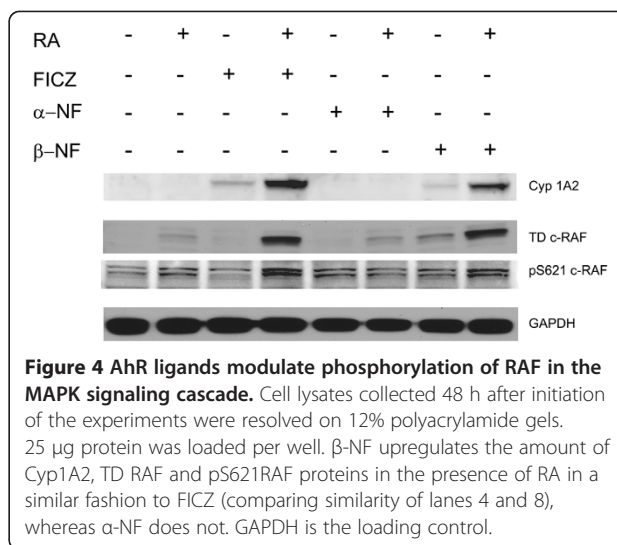 RA - + - + - + - +
FICZ - - + + - - - -
α–NF - - - - + + - -
β–NF - - - - - - + +
Cyp 1A2
TD c-RAF
pS621 c-RAF
GAPDH
Figure 4 AhR ligands modulate phosphorylation of RAF in the
MAPK signaling cascade. Cell lysates collected 48 h after initiation
of the experiments were resolved on 12% polyacrylamide gels.
25 μg protein was loaded per well. β-NF upregulates the amount of
Cyp1A2, TD RAF and pS621RAF proteins in the presence of RA in a
similar fashion to FICZ (comparing similarity of lanes 4 and 8),
whereas α-NF does not. GAPDH is the loading control.